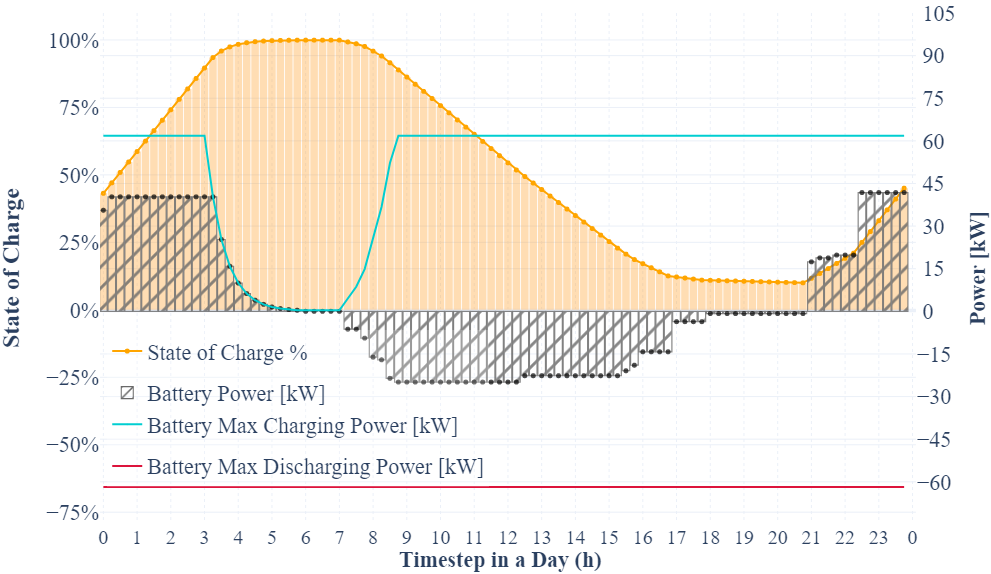 105
100%
90
75%
75
60
50%
45
30
25%
15
0%
0
−15
−25%
−30
−45
−50%
−60
−75%
State of Charge
Power [kW]
State of Charge %
Battery Power [kW]
Battery Max Charging Power [kW]
Battery Max Discharging Power [kW]
0 1 2 3 4 5 6 7 8 9 10 11 12 13 14 15 16 17 18 19 20 21 22 23 0
Timestep in a Day (h)